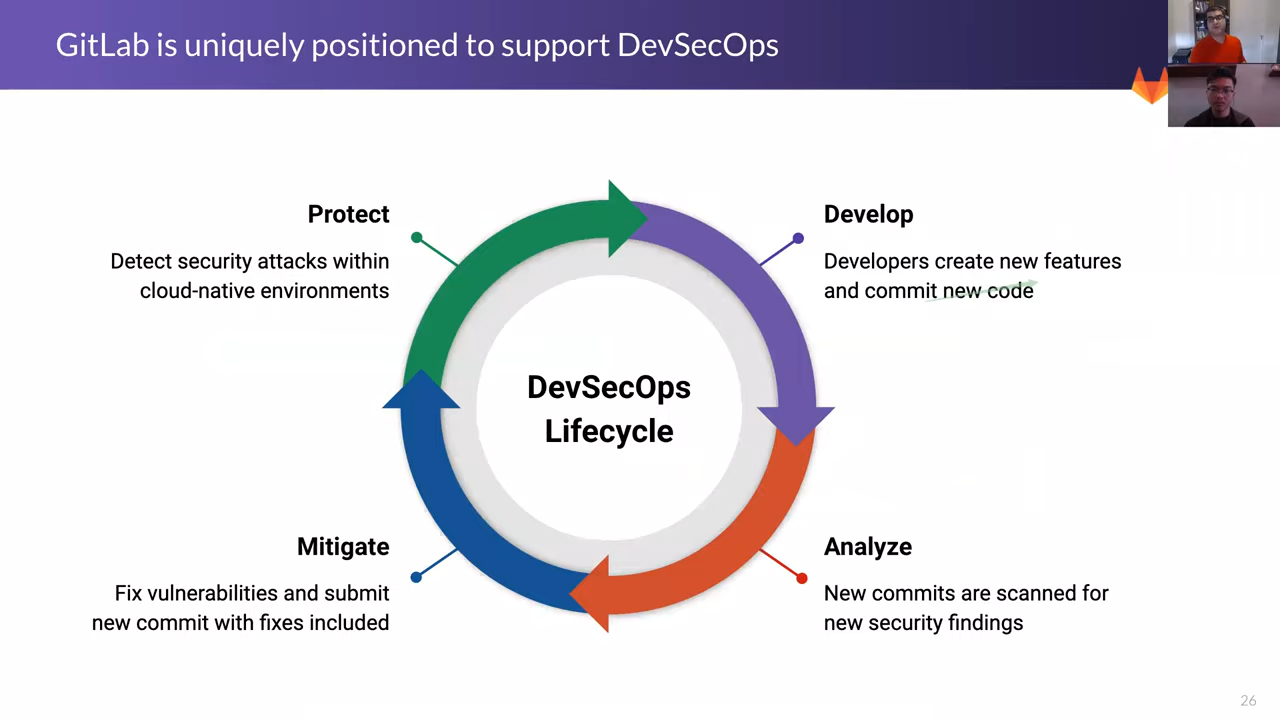 GitLab is uniquely positioned to support DevSecOps
Protect
Detect security attacks within
cloud-native environments
Develop
Developers create new features
and commit new code
DevSecOps
Lifecycle
Mitigate
Fix vulnerabilities and submit
new commit with fixes included
Analyze
New commits are scanned for
new security findings
26